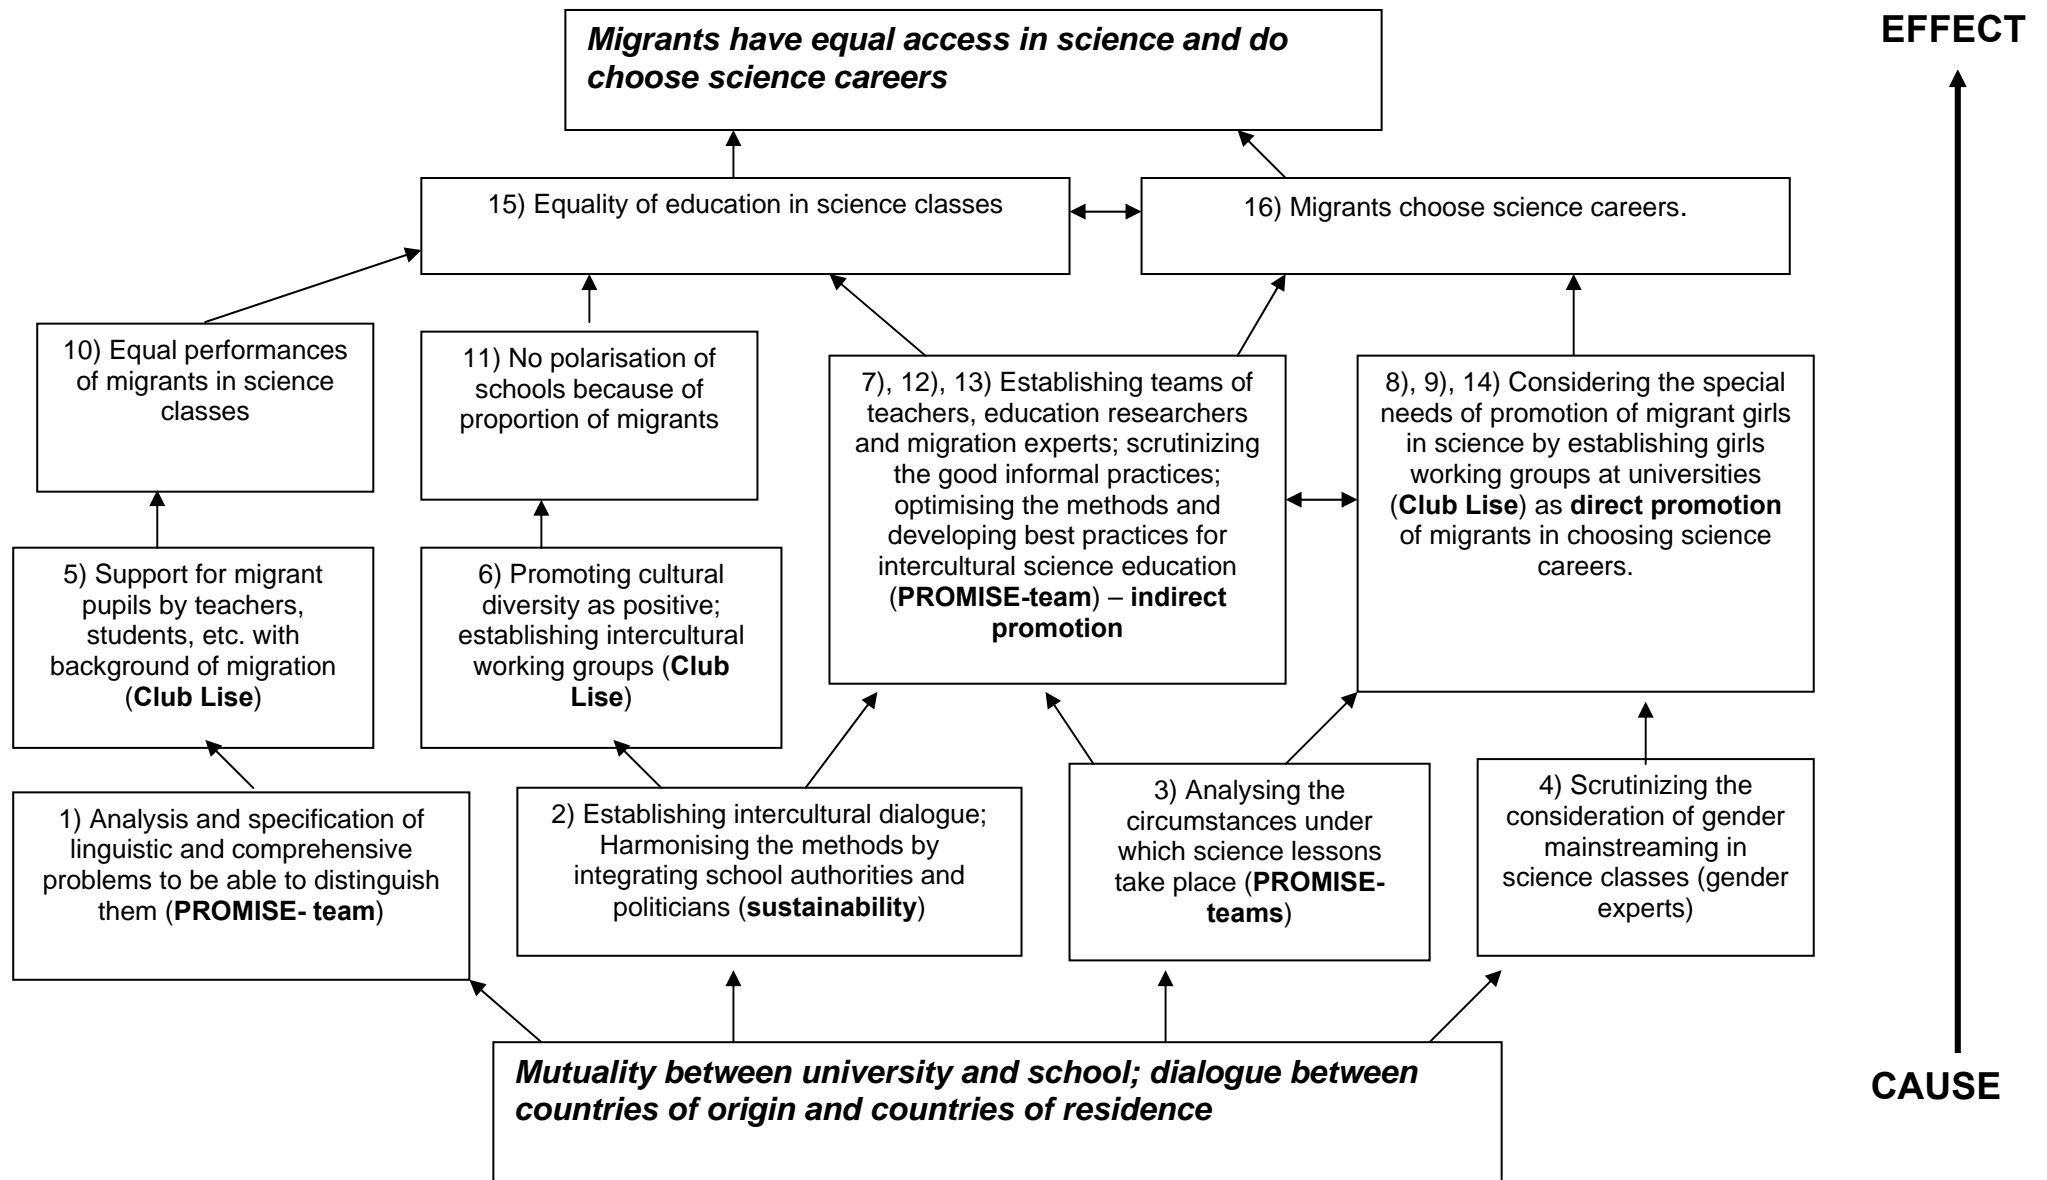 EFFECT
Migrants have equal access in science and do
choose science careers
15) Equality of education in science classes
16) Migrants choose science careers.
10) Equal performances
of migrants in science
classes
11) No polarisation of
schools because of
proportion of migrants
7), 12), 13) Establishing teams of
teachers, education researchers
and migration experts; scrutinizing
the good informal practices;
optimising the methods and
developing best practices for
intercultural science education
(PROMISE-team) – indirect
promotion
8), 9), 14) Considering the special
needs of promotion of migrant girls
in science by establishing girls
working groups at universities
(Club Lise) as direct promotion
of migrants in choosing science
careers.
5) Support for migrant
pupils by teachers,
students, etc. with
background of migration
(Club Lise)
6) Promoting cultural
diversity as positive;
establishing intercultural
working groups (Club
Lise)
1) Analysis and specification of
linguistic and comprehensive
problems to be able to distinguish
them (PROMISE- team)
2) Establishing intercultural dialogue;
Harmonising the methods by
integrating school authorities and
politicians (sustainability)
3) Analysing the
circumstances under
which science lessons
take place (PROMISE-
teams)
4) Scrutinizing the
consideration of gender
mainstreaming in
science classes (gender
experts)
Mutuality between university and school; dialogue between
countries of origin and countries of residence
CAUSE